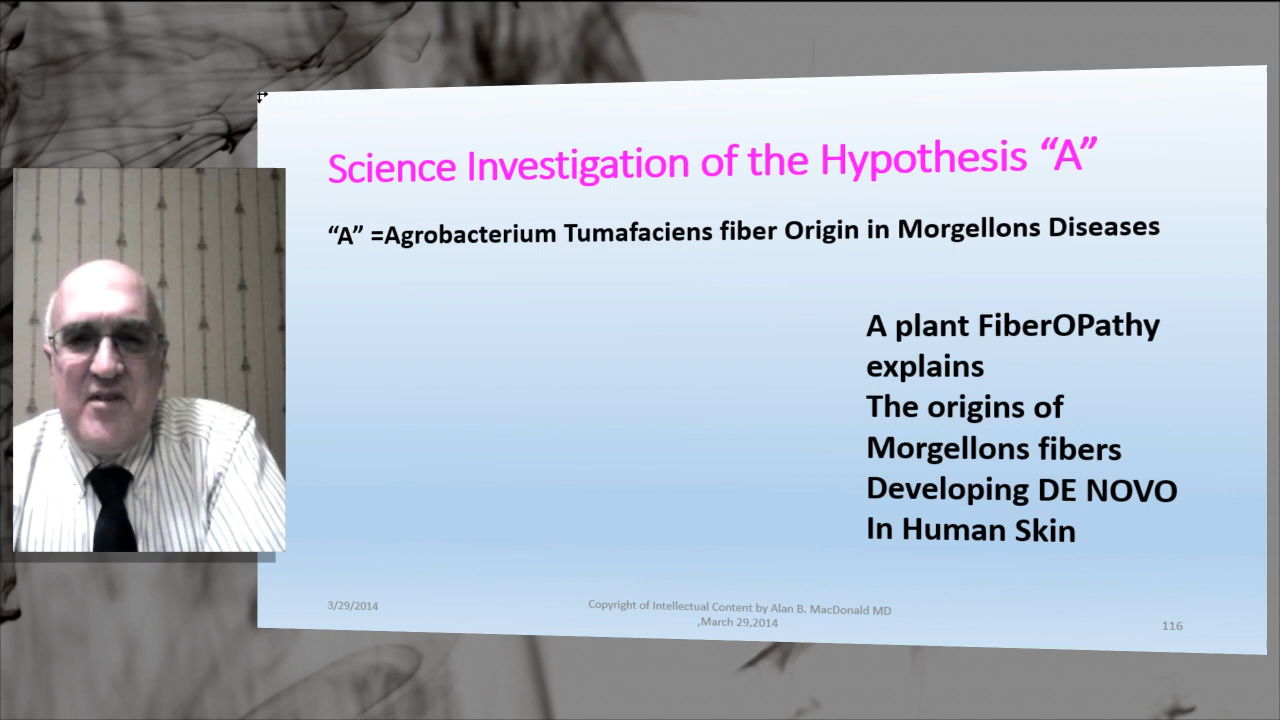 Science Investigation of the Hypothesis “A”
“A” =Agrobacterium Tumafaciens fiber Origin in Morgellons Diseases
A plant FiberOPathy
explains
The origins of
Morgellons fibers
Developing DE NOVO
In Human Skin
3/29/2014
Copyright of Intellectual Content by Alan B. MacDonald MD
,March 29,2014
116